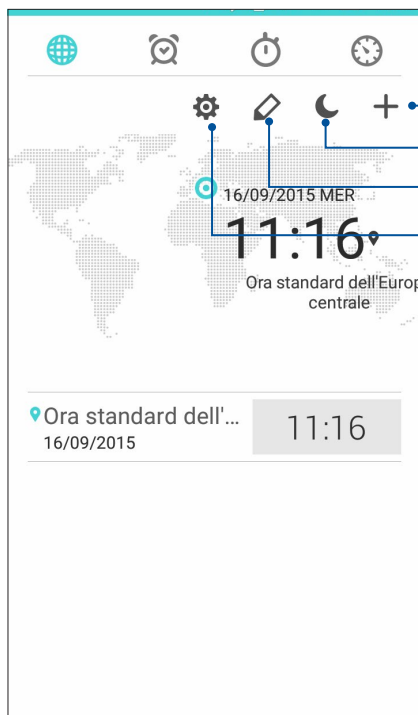 16/09/2015 MER
11:16
Ora standard dell'Europ
centrale
Ora standard dell'...
11:16
16/09/2015